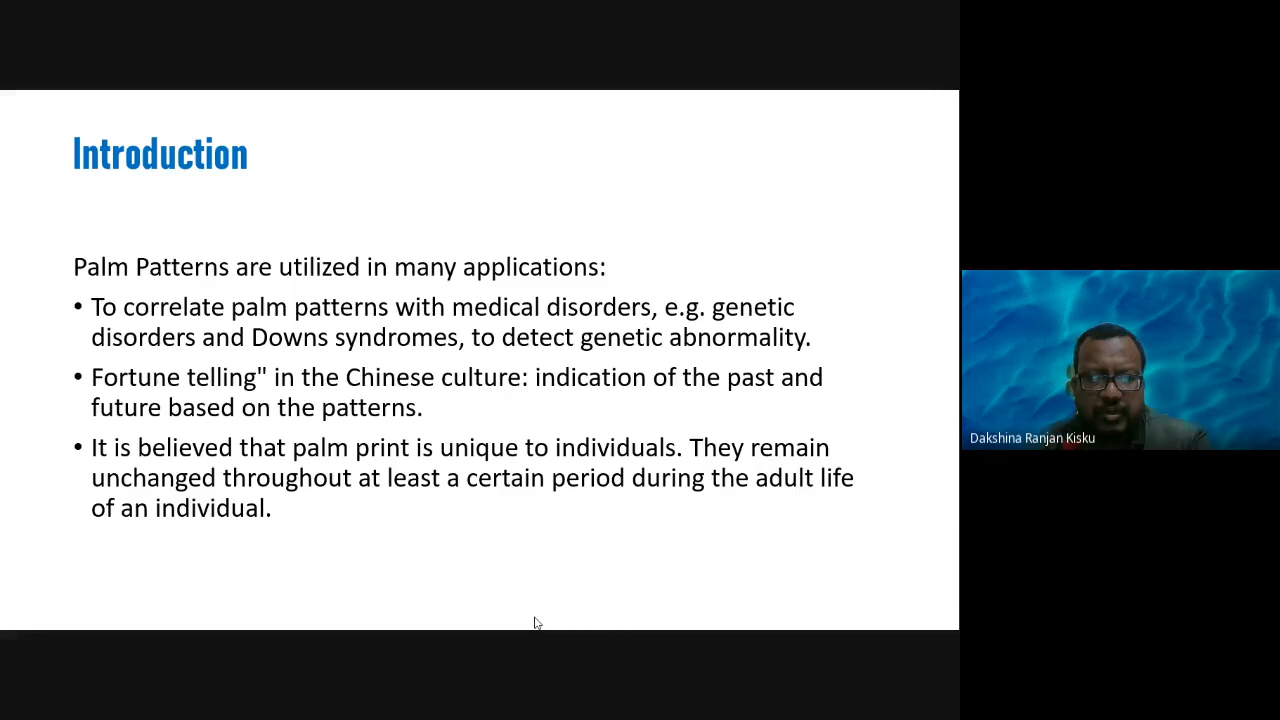 Introduction
Palm Patterns are utilized in many applications:
• To correlate palm patterns with medical disorders, e.g. genetic
disorders and Downs syndromes, to detect genetic abnormality.
• Fortune telling" in the Chinese culture: indication of the past and
future based on the patterns.
• It is believed that palm print is unique to individuals. They remain
unchanged throughout at least a certain period during the adult life
of an individual.
Dakshina Ranjan Kisku